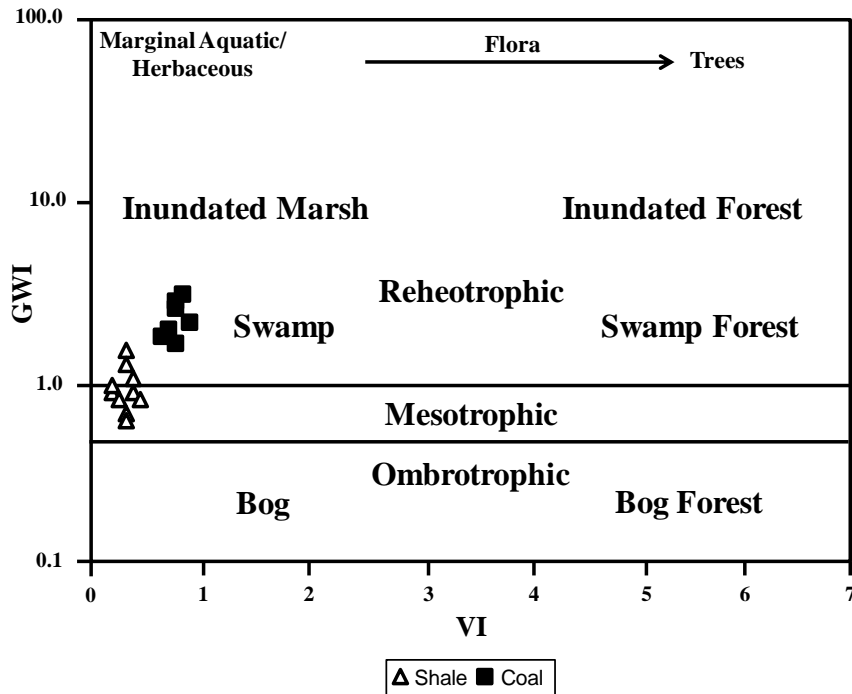 100.0
Marginal Aquatic/
Herbaceous
Flora
Trees
10.0
Inundated Marsh
Inundated Forest
GWI
Reheotrophic
Swamp
Swamp Forest
1.0
Mesotrophic
Ombrotrophic
Bog
Bog Forest
0.1
0 1 2 3 4 5 6 7
VI
Shale Coal